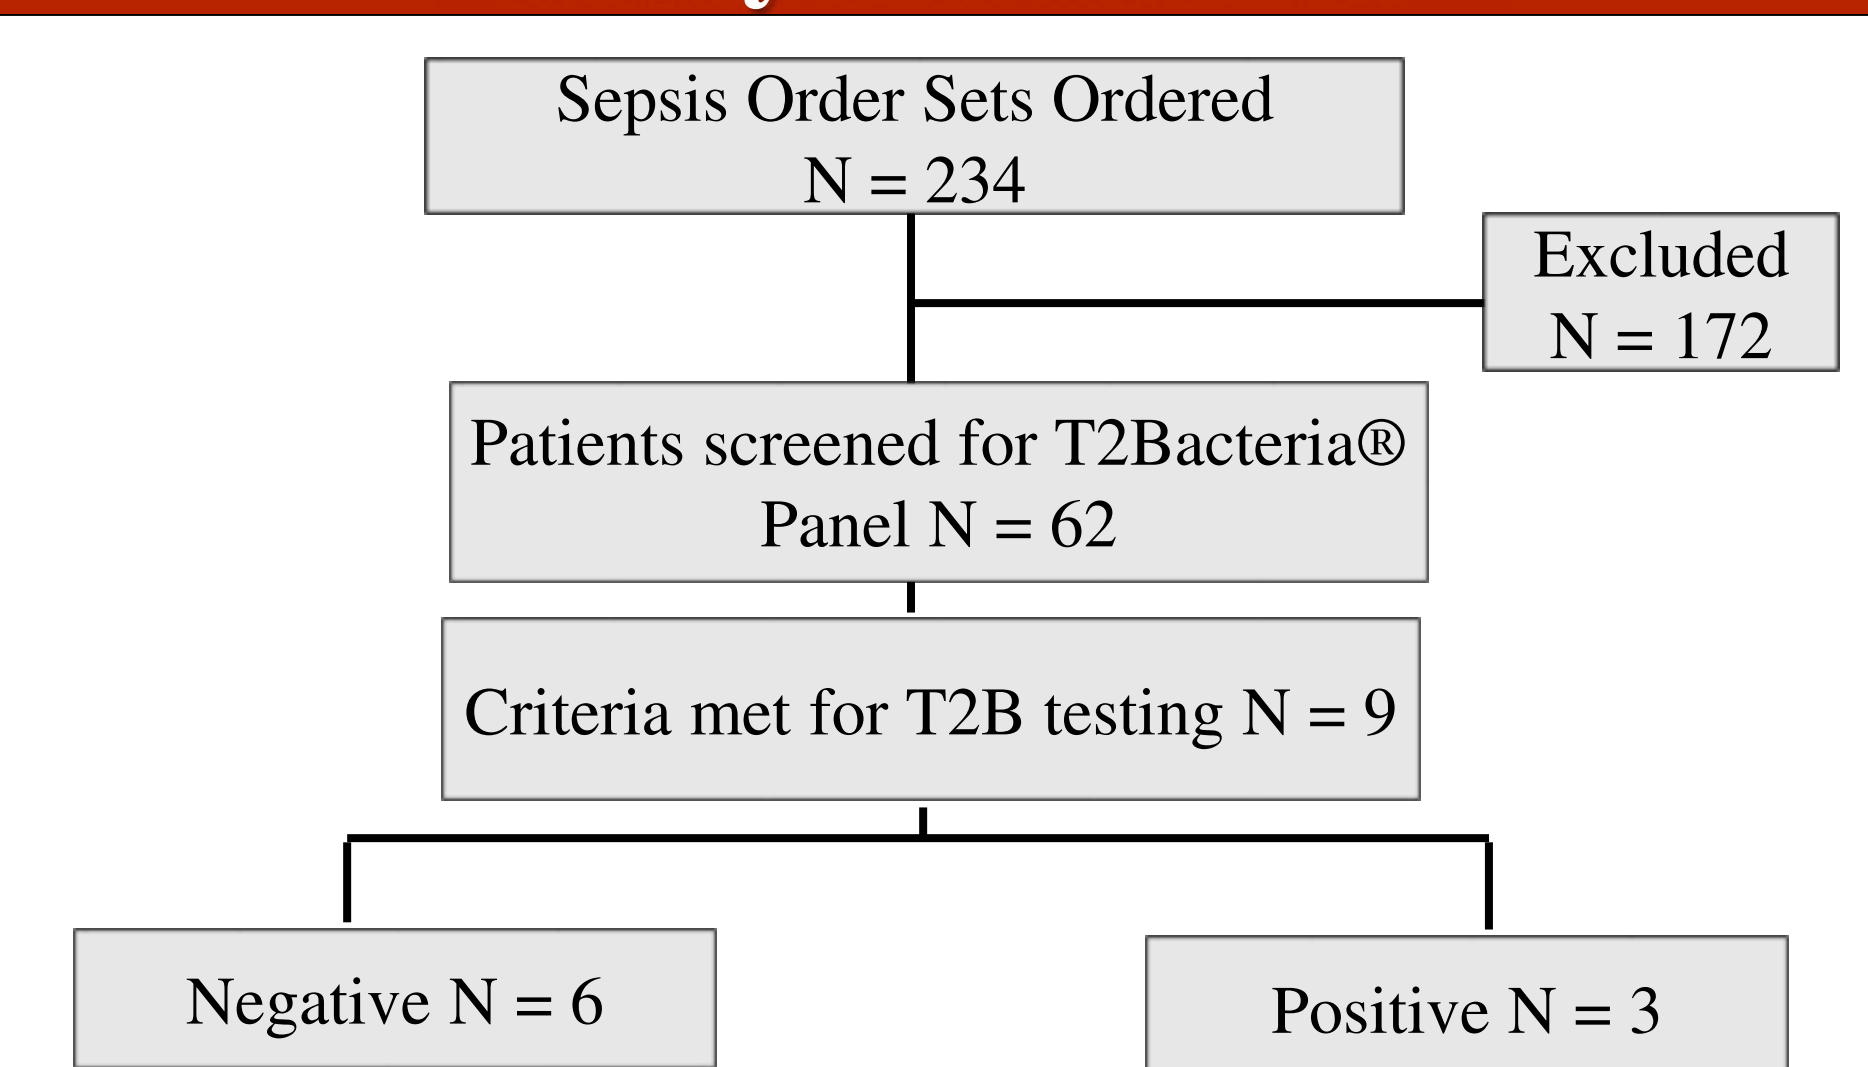 Sepsis Order Sets Ordered
N = 234
Excluded
N = 172
Patients screened for T2Bacteria®
Panel N = 62
Criteria met for T2B testing N = 9
Negative N = 6
Positive N = 3